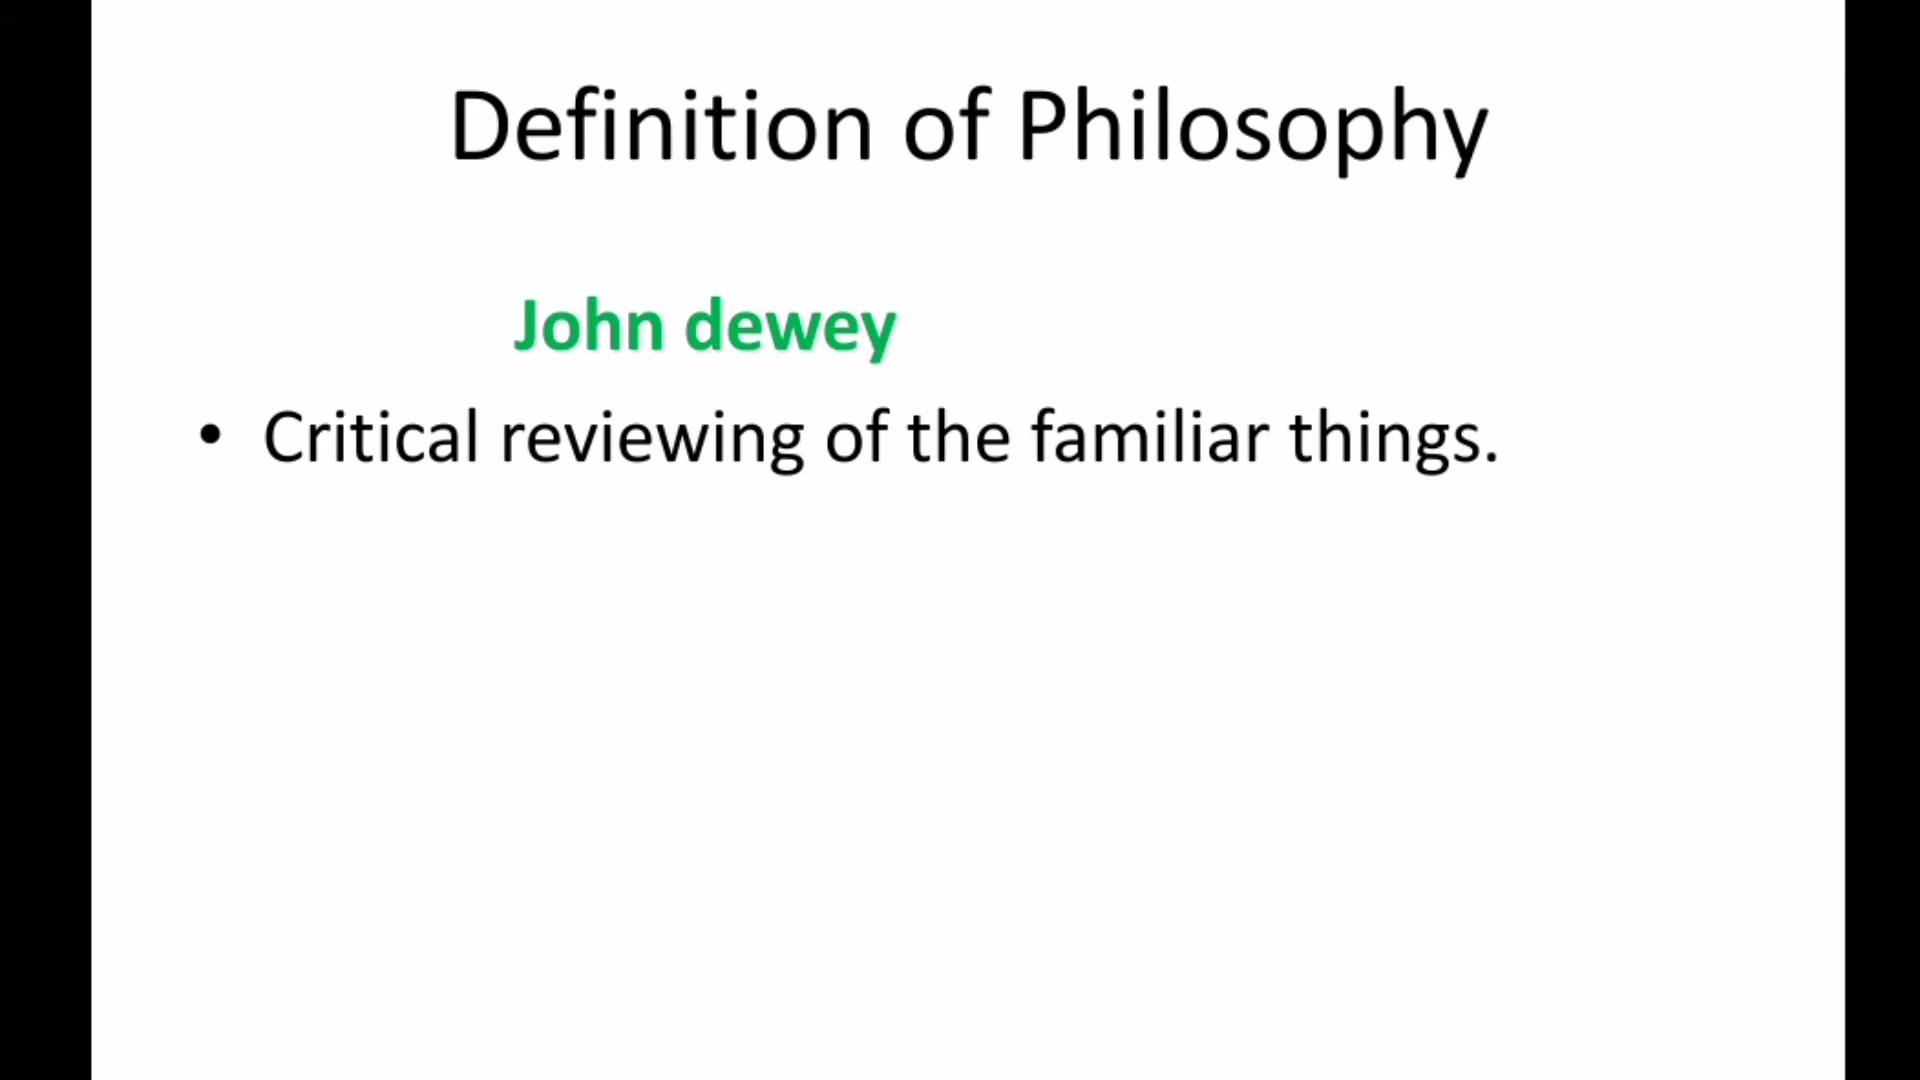 Definition of Philosophy
John dewey
• Critical reviewing of the familiar things.